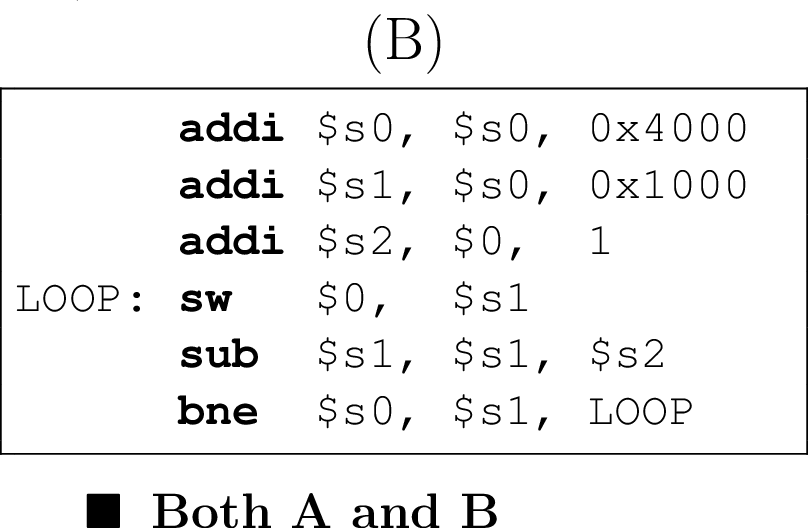 (B)
addi $s0, $s0, 0x4000
addi $s1, $s0, 0x1000
addi $s2, $0, 1
LOOP: sw $0, $s1
sub $s1, $s1, $s2
bne $s0, $s1, LOOP
■ Both A and B